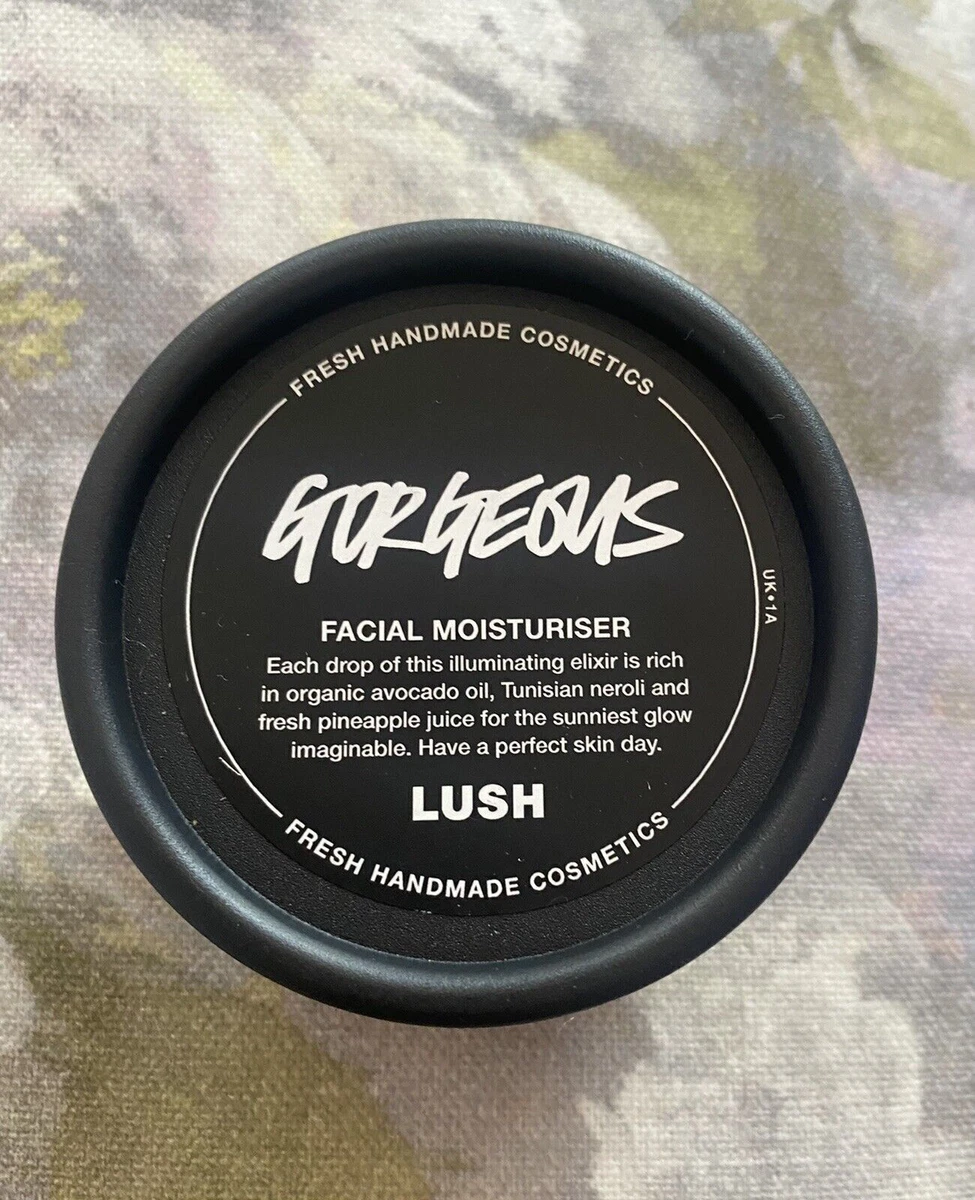 FRESH HANDMADE COSMETICS
GORGEOUS
FACIAL MOISTURISER
Each drop of this illuminating elixir is rich
in organic avocado oil, Tunisian neroli and
fresh pineapple juice for the sunniest glow
imaginable. Have a perfect skin day.
LUSH
FRESH HANDMADE COSMETICS
UK•1A